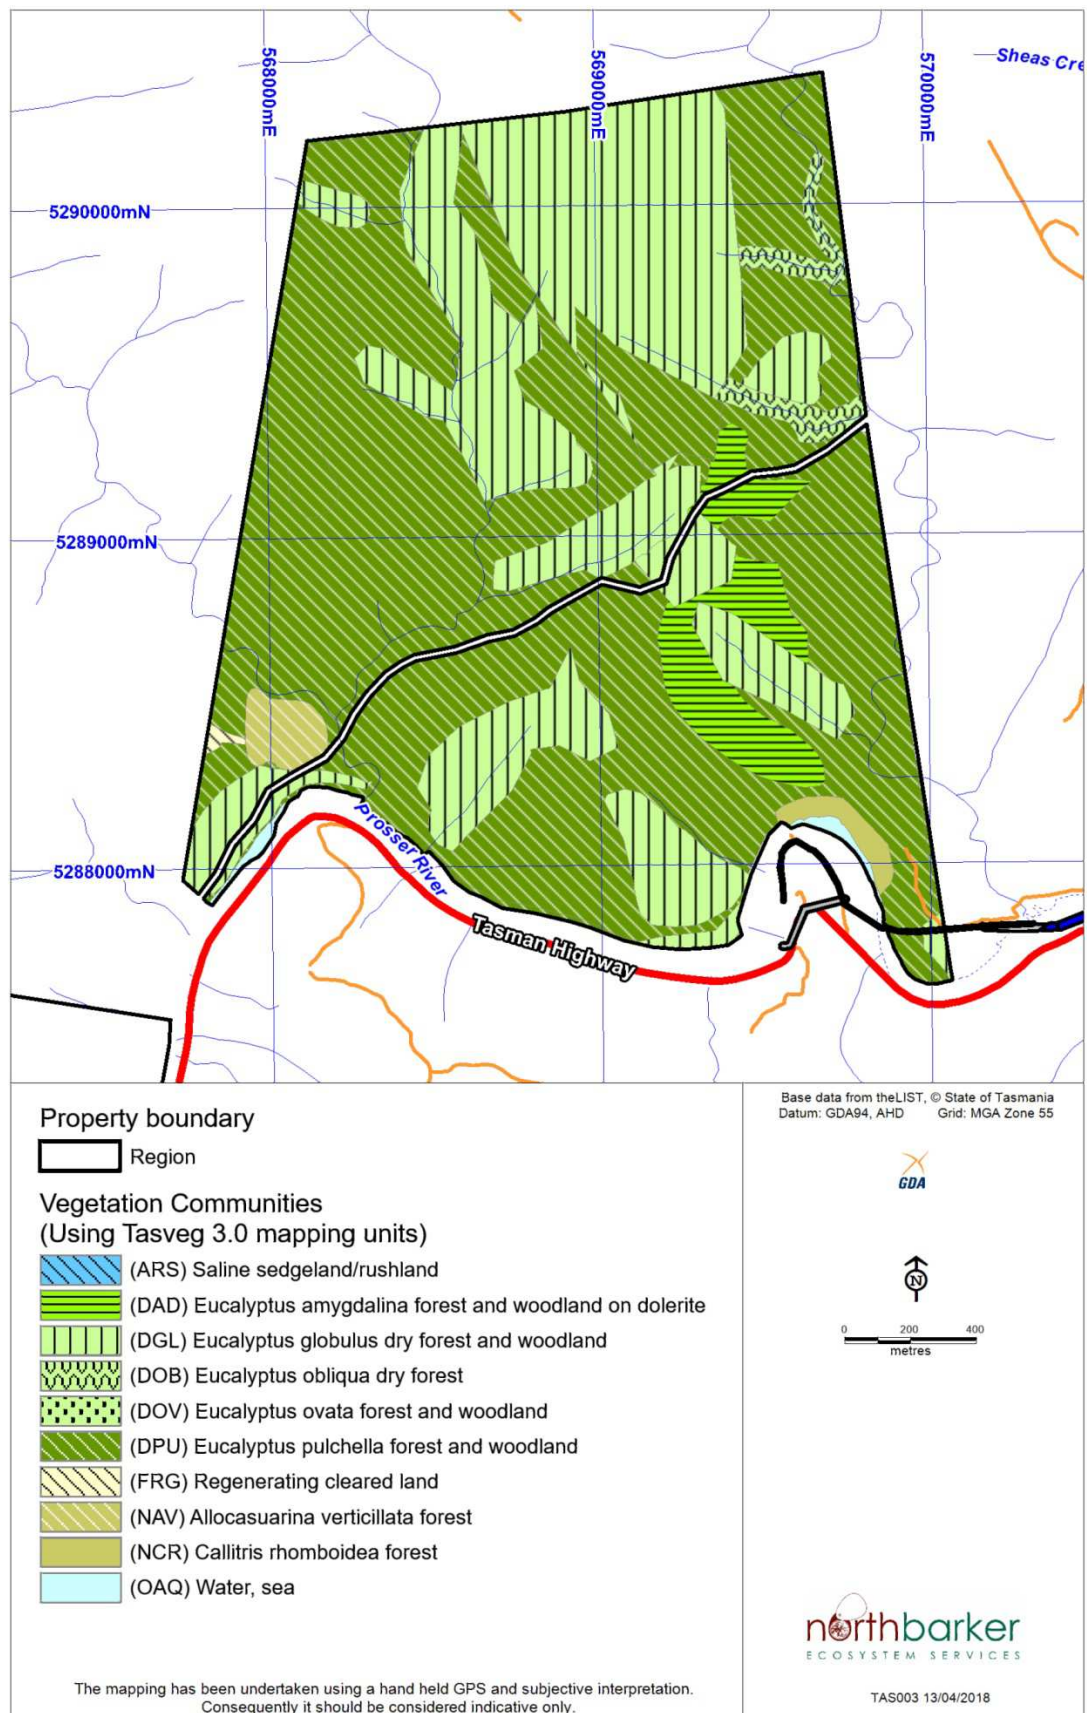 568000mE
569000mE
570000mE
Sheas Cre
5290000mN
5289000mN
5288000mN
Prosser River
Tasman Highway
Property boundary
Region
Vegetation Communities
(Using Tasveg 3.0 mapping units)
(ARS) Saline sedgeland/rushland
(DAD) Eucalyptus amygdalina forest and woodland on dolerite
(DGL) Eucalyptus globulus dry forest and woodland
(DOB) Eucalyptus obliqua dry forest
(DOV) Eucalyptus ovata forest and woodland
(DPU) Eucalyptus pulchella forest and woodland
(FRG) Regenerating cleared land
(NAV) Allocasuarina verticillata forest
(NCR) Callitris rhomboidea forest
(OAQ) Water, sea
The mapping has been undertaken using a hand held GPS and subjective interpretation.
Consequently it should be considered indicative only.
Base data from theLIST, © State of Tasmania
Datum: GDA94, AHD Grid: MGA Zone 55
GDA
N
0 200 400
metres
northbarker
ECOSYSTEM SERVICES
TAS003 13/04/2018